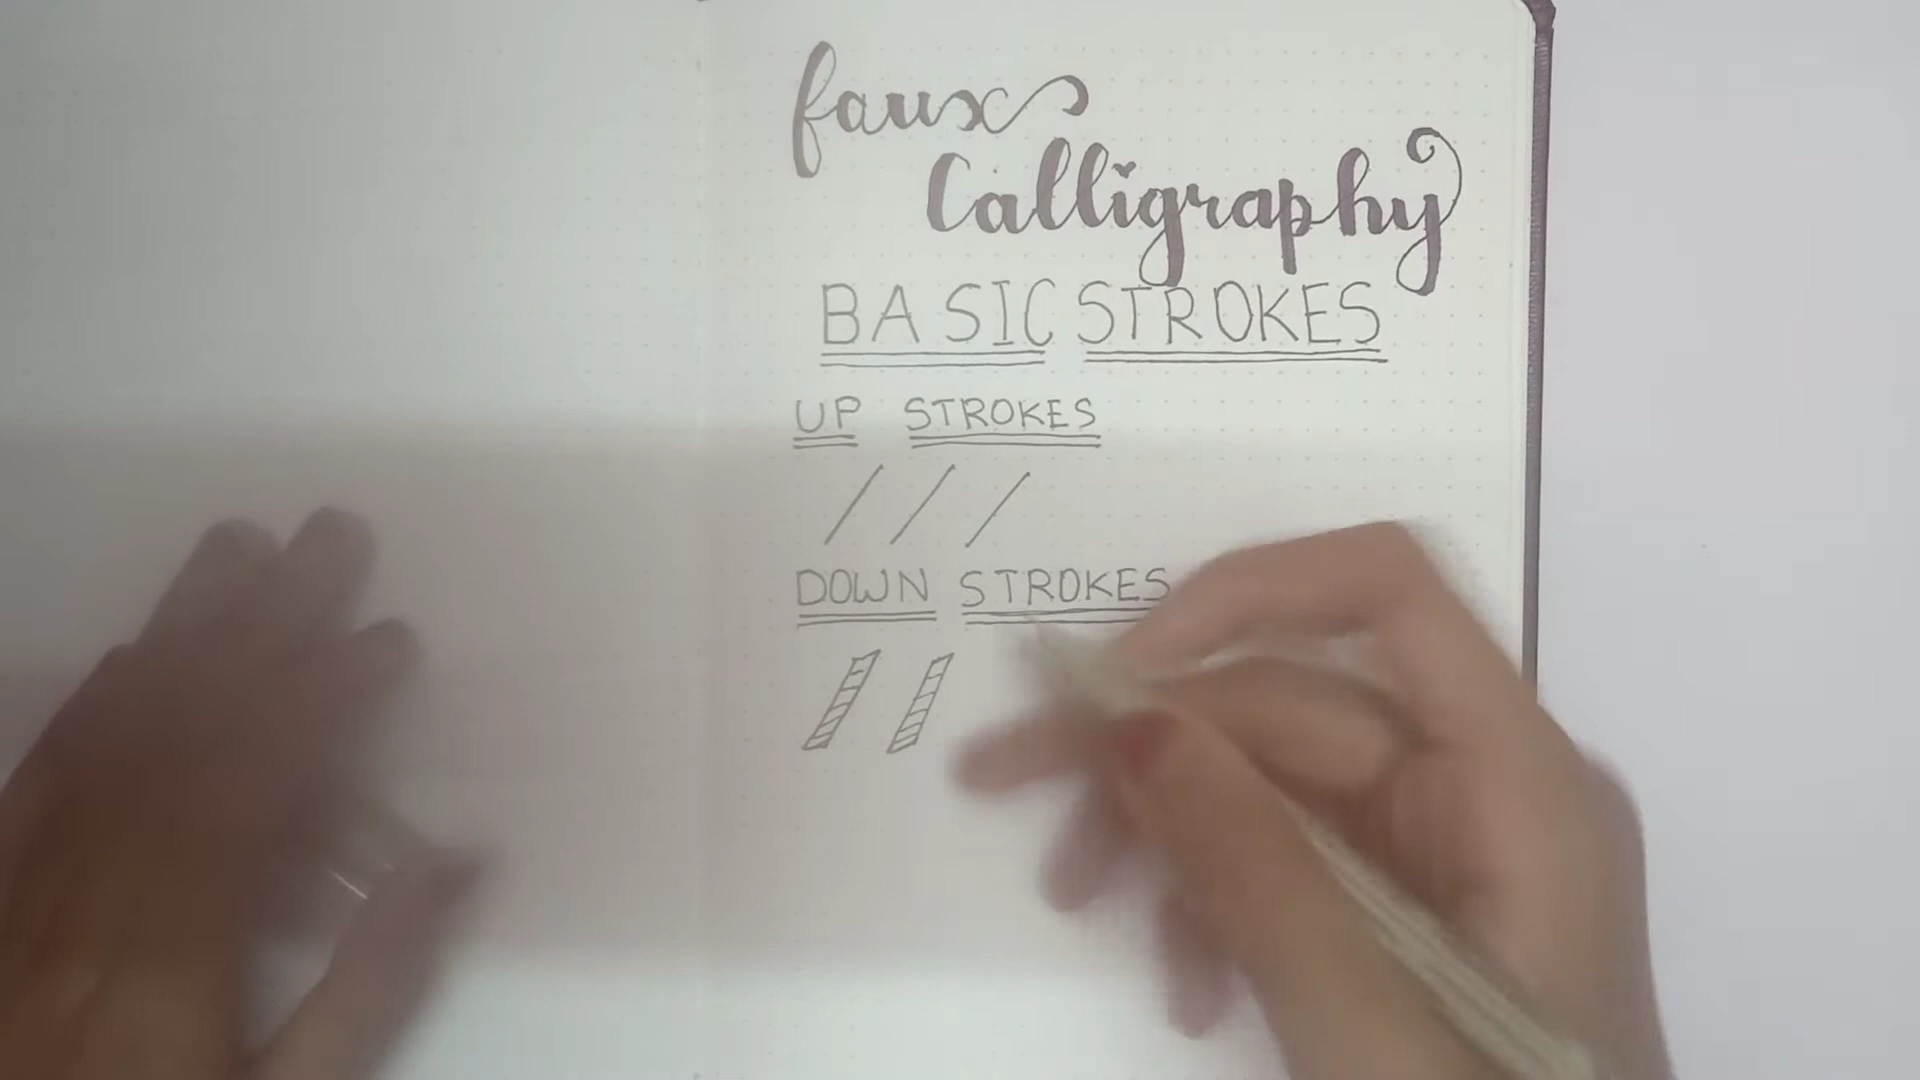 faux
Calligraphy
BASIC STROKES
UP STROKES
DOWN STROKES